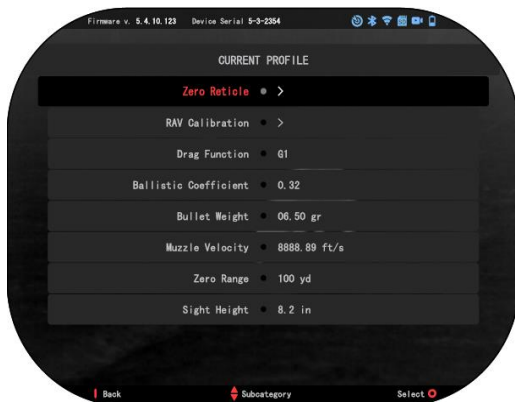 Firmware v. 5.4.10.123 Device Serial 5-3-2354
CURRENT PROFILE
Zero Reticle >
RAV Calibration >
Drag Function G1
Ballistic Coefficient 0.32
Bullet Weight 06.50 gr
Muzzle Velocity 8888.89 ft/s
Zero Range 100 yd
Sight Height 8.2 in
Back Subcategory Select